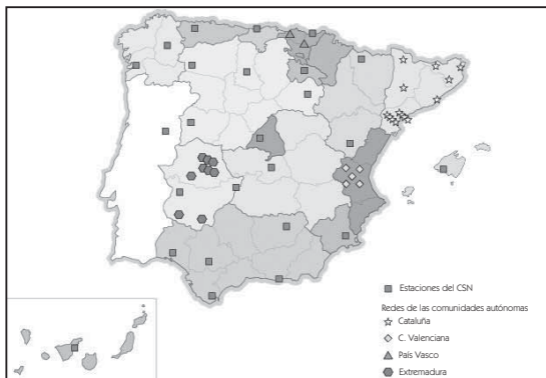 Estaciones del CSN
Redes de las comunidades autónomas
Cataluña
C. Valenciana
País Vasco
Extremadura